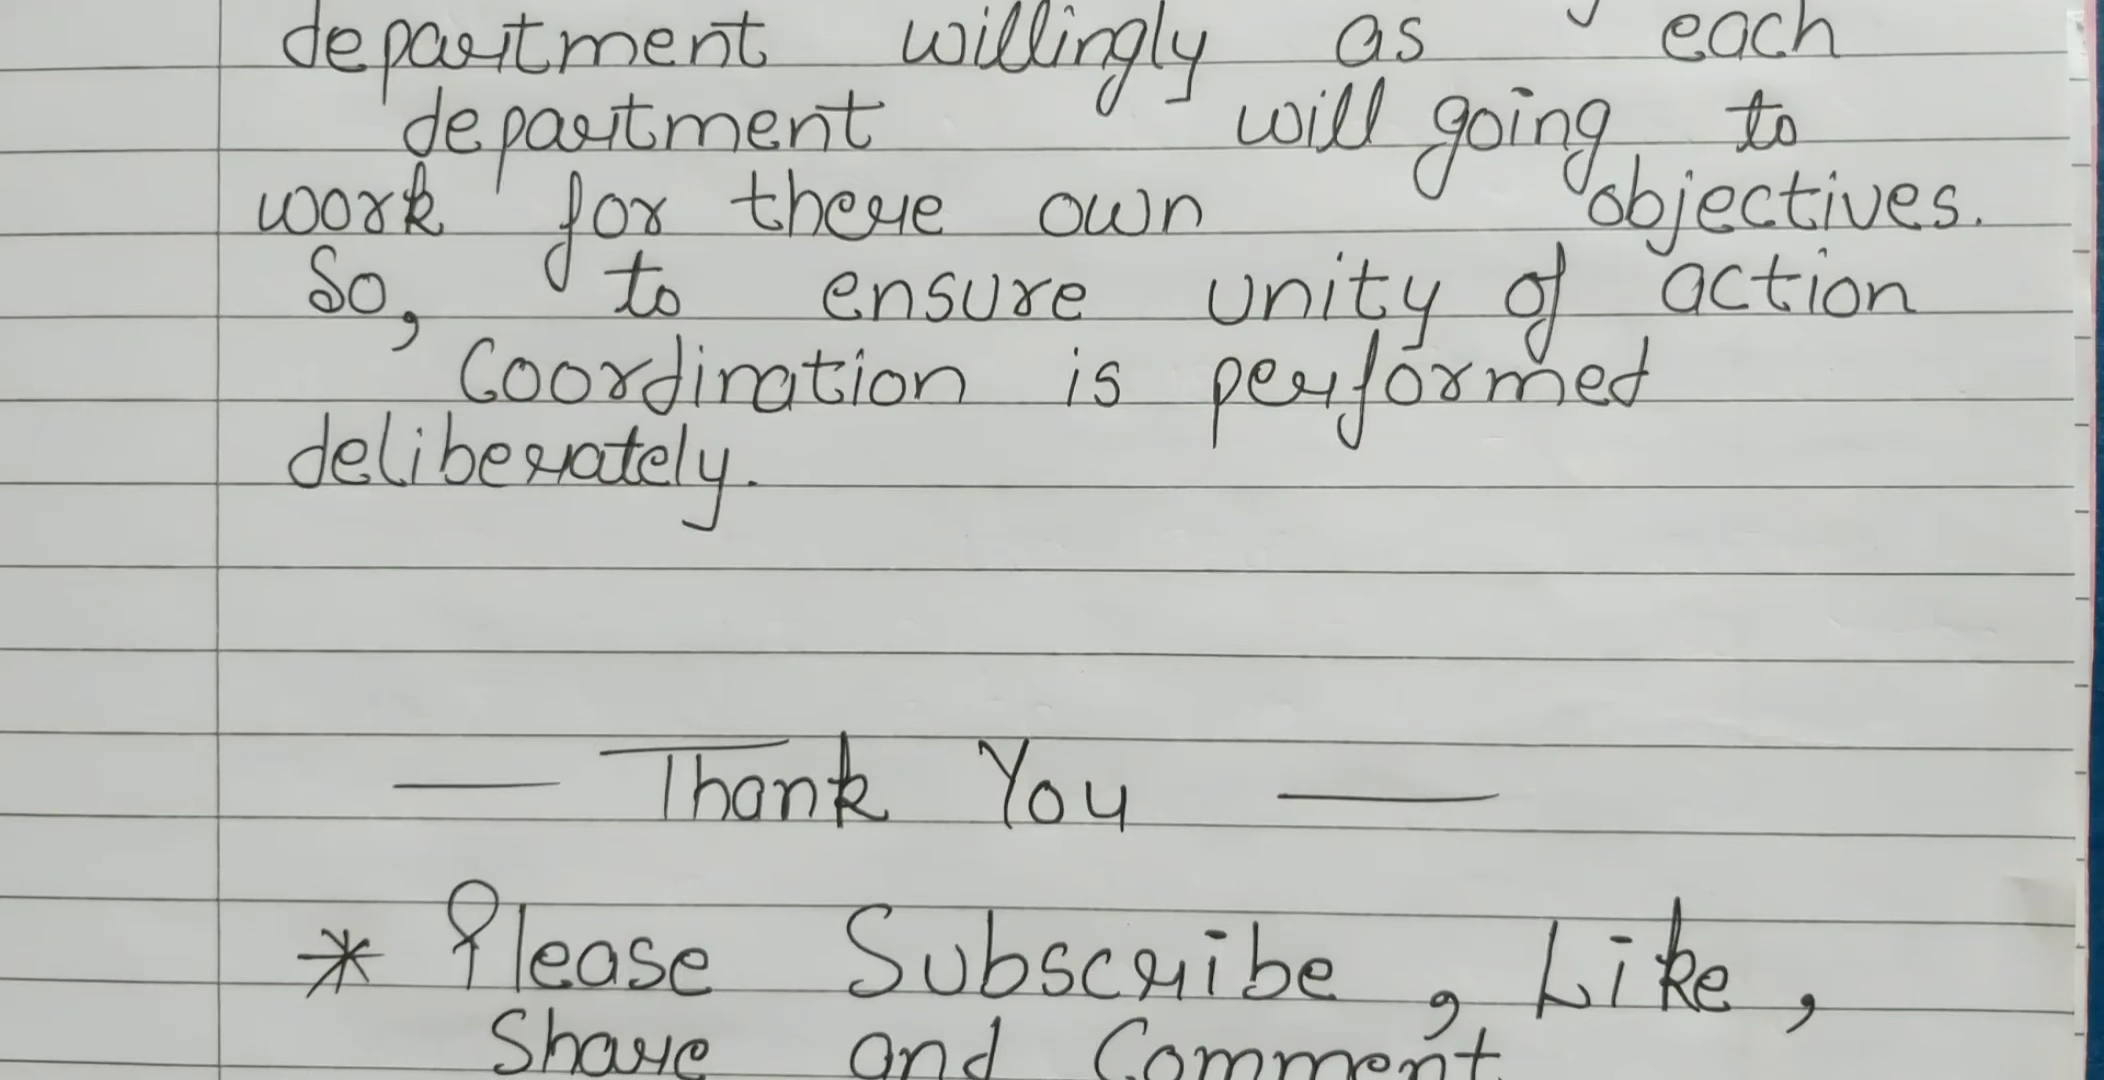 department willingly as each
department will going to
work for there own objectives.
So, to ensure unity of action
Coordination is performed
deliberately.
— Thank You —
* Please Subscribe, Like,
Share and Comment